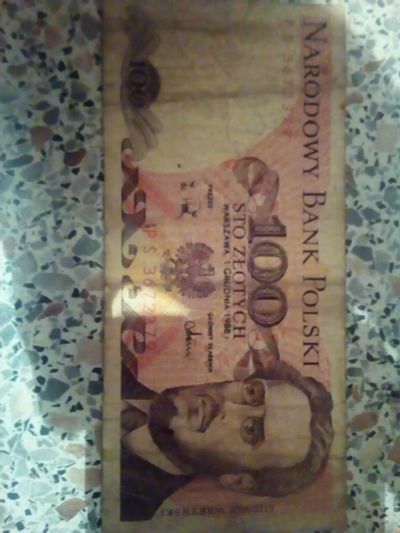 NARODOWY BANK POLSKI
100
100
STO ZŁOTYCH
WARSZAWA 1 GRUDNIA 1988 r.
PREZES
GŁÓWNY SKARBNIK
LUDWIK WARYŃSKI